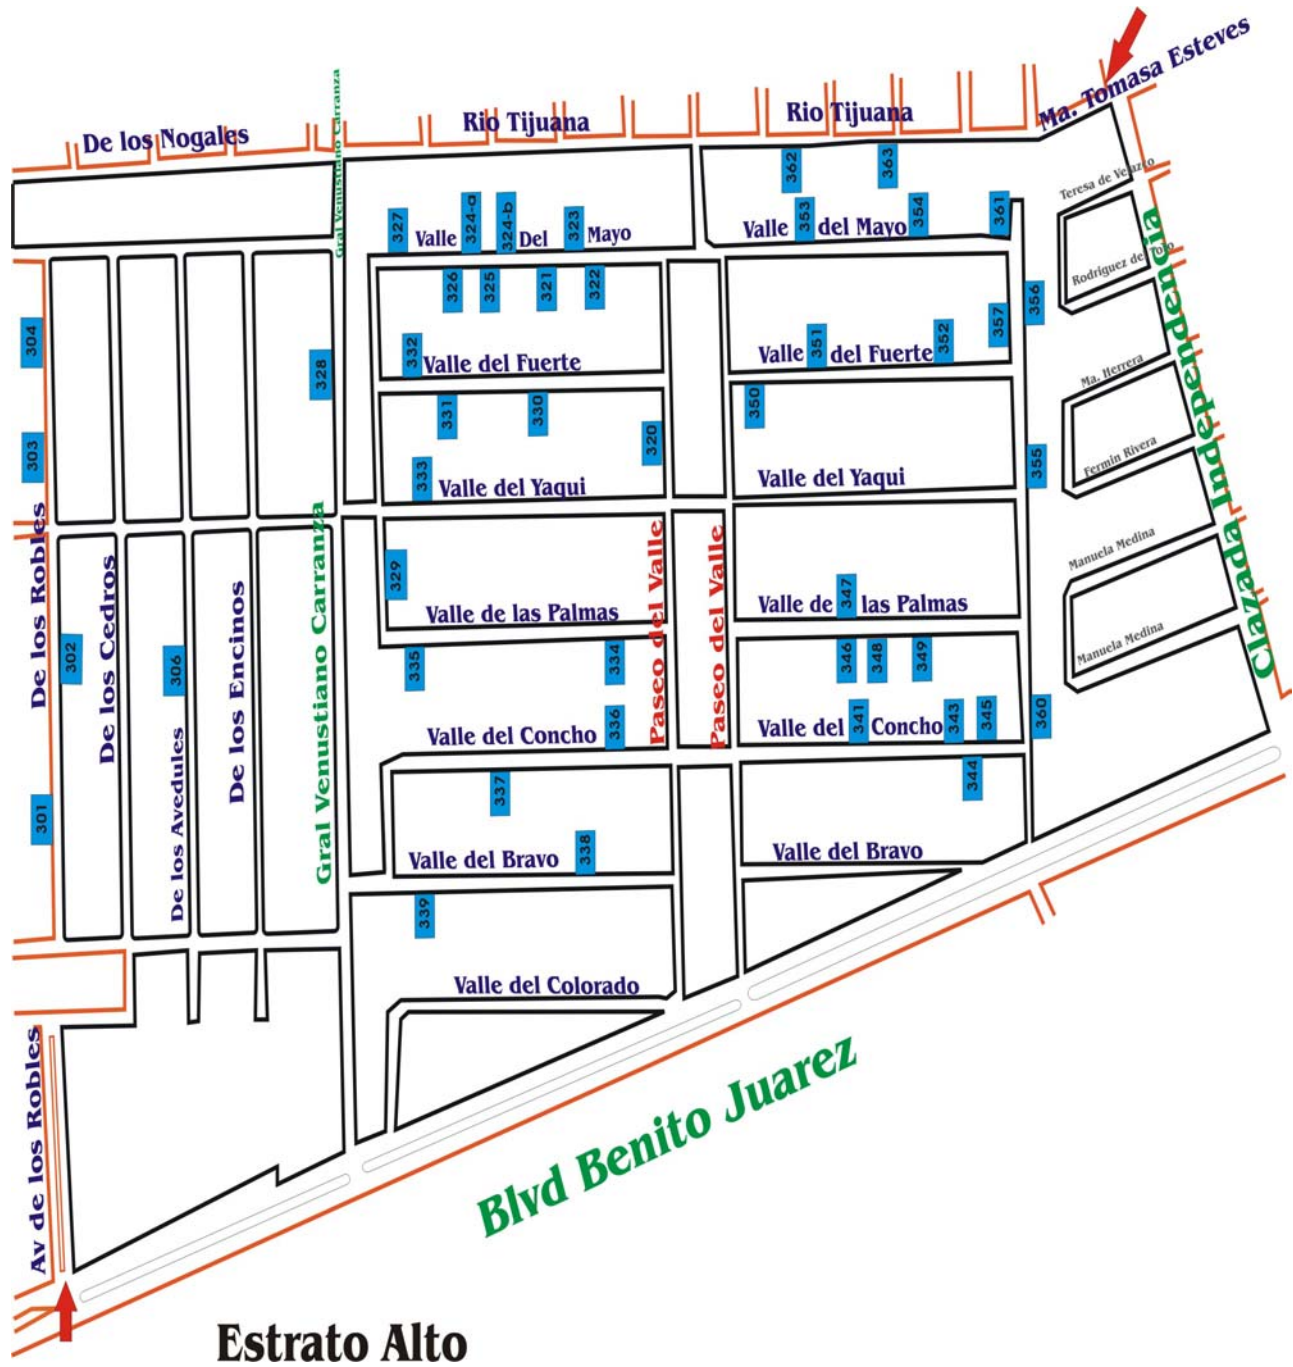 Ma. Tomasa Esteves
De los Nogales
Gral Venustiano Carranza
Rio Tijuana
Rio Tijuana
362
363
Teresa de Velazco
327
Valle
324-a
324-b
Del
323
Mayo
Valle
353
del Mayo
354
361
Rodriguez del Toro
326
325
321
322
356
304
328
332
Valle del Fuerte
Valle
351
del Fuerte
352
357
Ma. Herrera
Clazada Independencia
303
331
330
320
350
333
Valle del Yaqui
Valle del Yaqui
355
Fermin Rivera
De los Robles
De los Cedros
De los Encinos
Gral Venustiano Carranza
329
Valle de las Palmas
Paseo del Valle
Paseo del Valle
Valle de
347
las Palmas
Manuela Medina
302
306
335
334
346
348
349
Manuela Medina
De los Avedules
Valle del Concho
336
Valle del
341
Concho
343
345
360
301
337
344
Valle del Bravo
338
Valle del Bravo
339
Valle del Colorado
Av de los Robles
Blvd Benito Juarez
Estrato Alto